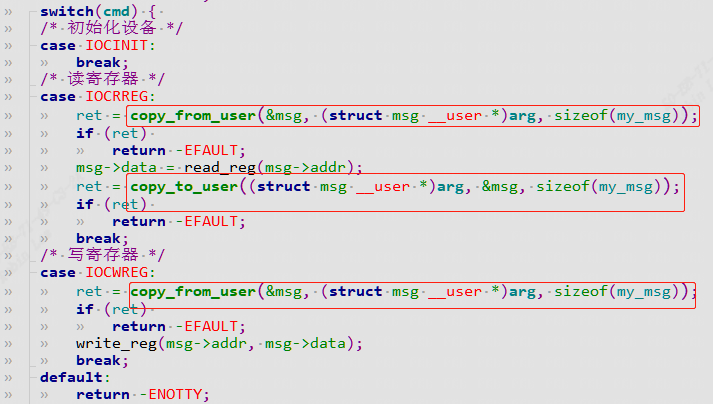 switch(cmd) {
/* 初始化设备 */
case IOCINIT:
break;
/* 读寄存器 */
case IOCRREG:
ret = copy_from_user(&msg, (struct msg __user *)arg, sizeof(my_msg));
if (ret)
return -EFAULT;
msg->data = read_reg(msg->addr);
ret = copy_to_user((struct msg __user *)arg, &msg, sizeof(my_msg));
if (ret)
return -EFAULT;
break;
/* 写寄存器 */
case IOCWREG:
ret = copy_from_user(&msg, (struct msg __user *)arg, sizeof(my_msg));
if (ret)
return -EFAULT;
write_reg(msg->addr, msg->data);
break;
default:
return -ENOTTY;